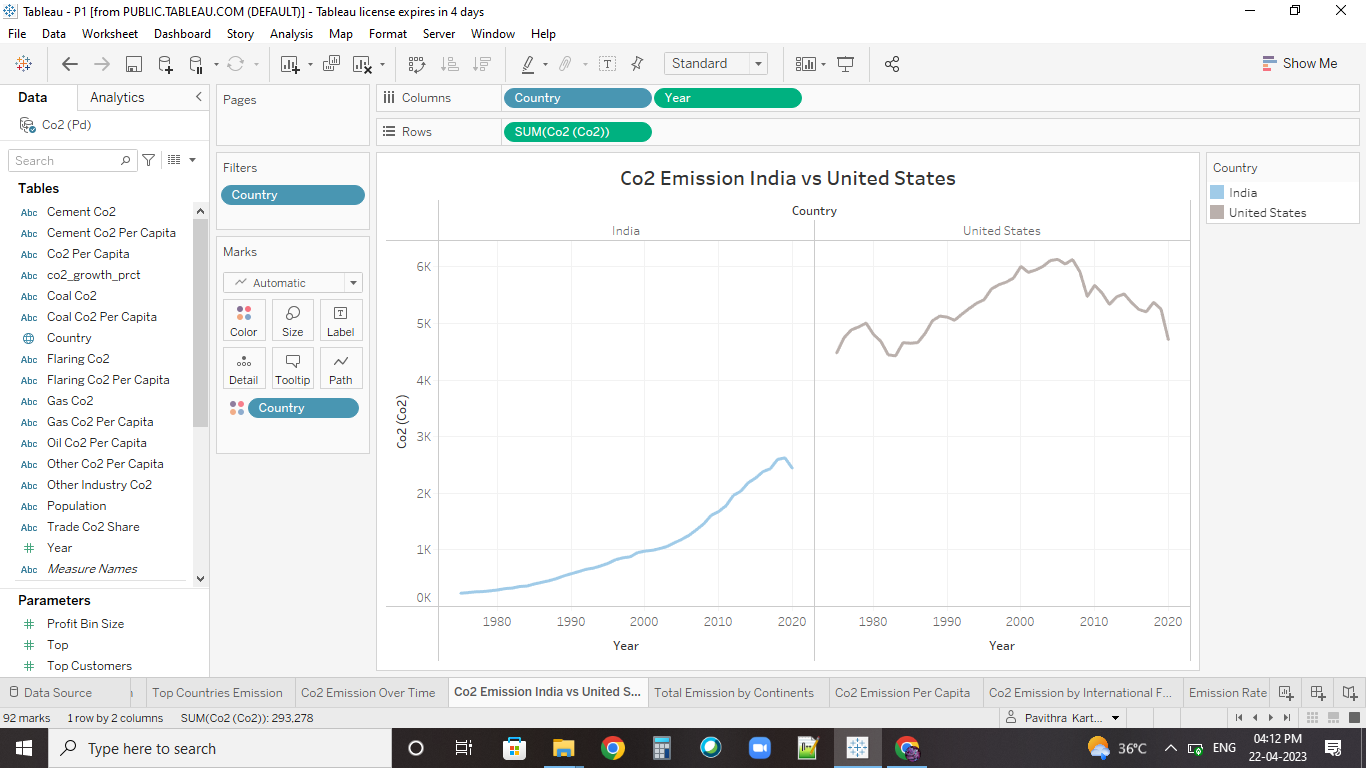 Tableau - P1 [from PUBLIC.TABLEAU.COM (DEFAULT)] - Tableau license expires in 4 days
File Data Worksheet Dashboard Story Analysis Map Format Server Window Help
Standard
Show Me
Data Analytics
Co2 (Pd)
Search
Tables
Abc Cement Co2
Abc Cement Co2 Per Capita
Abc Co2 Per Capita
Abc co2_growth_prct
Abc Coal Co2
Abc Coal Co2 Per Capita
Country
Abc Flaring Co2
Abc Flaring Co2 Per Capita
Abc Gas Co2
Abc Gas Co2 Per Capita
Abc Oil Co2 Per Capita
Abc Other Co2 Per Capita
Abc Other Industry Co2
Abc Population
Abc Trade Co2 Share
# Year
Abc Measure Names
Parameters
# Profit Bin Size
# Top
# Top Customers
Pages
Filters
Country
Marks
Automatic
Color Size Label
Detail Tooltip Path
Country
Columns Country Year
Rows SUM(Co2 (Co2))
Co2 Emission India vs United States
Country
India United States
6K
5K
4K
3K
2K
1K
0K
Co2 (Co2)
1980 1990 2000 2010 2020 1980 1990 2000 2010 2020
Year Year
Country
India
United States
Data Source Top Countries Emission Co2 Emission Over Time Co2 Emission India vs United S... Total Emission by Continents Co2 Emission Per Capita Co2 Emission by International F... Emission Rate
92 marks 1 row by 2 columns SUM(Co2 (Co2)): 293.278 Pavithra Kart...
Type here to search
36°C ENG
04:12 PM
22-04-2023